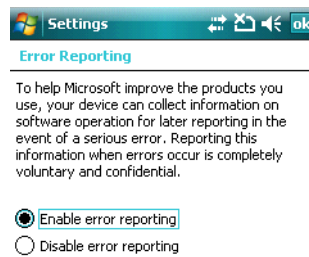 Settings
ok
Error Reporting
To help Microsoft improve the products you
use, your device can collect information on
software operation for later reporting in the
event of a serious error. Reporting this
information when errors occur is completely
voluntary and confidential.
Enable error reporting
Disable error reporting